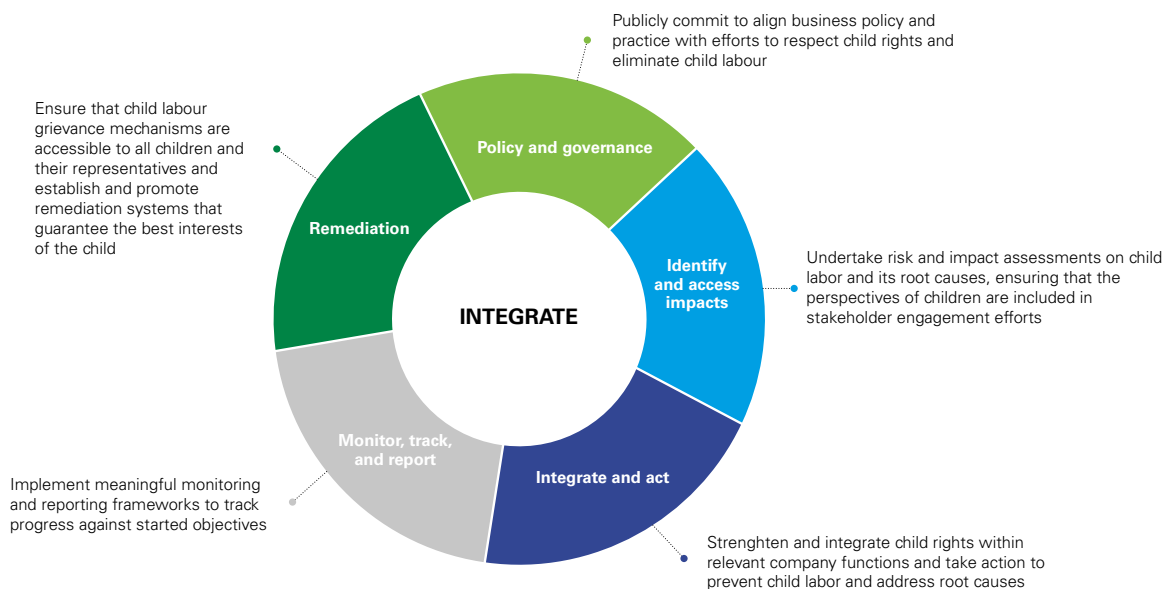 Publicly commit to align business policy and
practice with efforts to respect child rights and
eliminate child labour
Policy and governance
Identify
and access
impacts
Undertake risk and impact assessments on child
labor and its root causes, ensuring that the
perspectives of children are included in
stakeholder engagement efforts
Integrate and act
Strenghten and integrate child rights within
relevant company functions and take action to
prevent child labor and address root causes
Monitor, track,
and report
Implement meaningful monitoring
and reporting frameworks to track
progress against started objectives
Remediation
Ensure that child labour
grievance mechanisms are
accessible to all children and
their representatives and
establish and promote
remediation systems that
guarantee the best interests
of the child
INTEGRATE